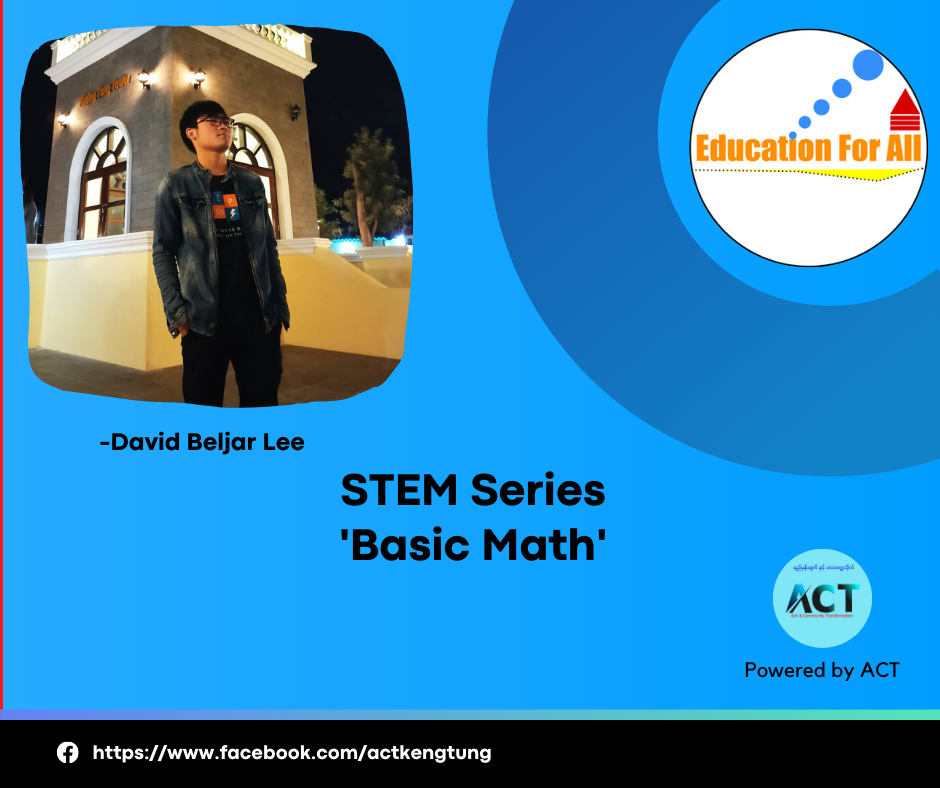 -David Beljar Lee
Education For All
STEM Series
'Basic Math'
ACT
Powered by ACT
https://www.facebook.com/actkengtung